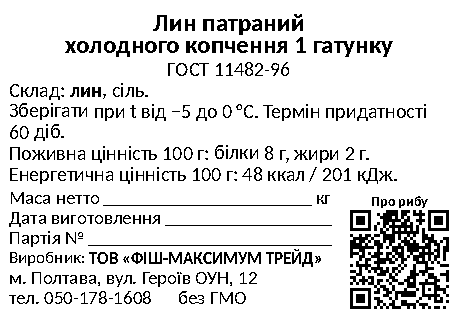 Лин патраний
холодного копчення 1 гатунку
ГОСТ 11482-96
Склад: лин, сіль.
Зберігати при t від −5 до 0 °С. Термін придатності
60 діб.
Поживна цінність 100 г: білки 8 г, жири 2 г.
Енергетична цінність 100 г: 48 ккал / 201 кДж.
Маса нетто ________________________ кг
Дата виготовлення ___________________
Партія № ____________________________
Про рибу
Виробник: ТОВ «ФІШ-МАКСИМУМ ТРЕЙД»
м. Полтава, вул. Героїв ОУН, 12
тел. 050-178-1608 без ГМО